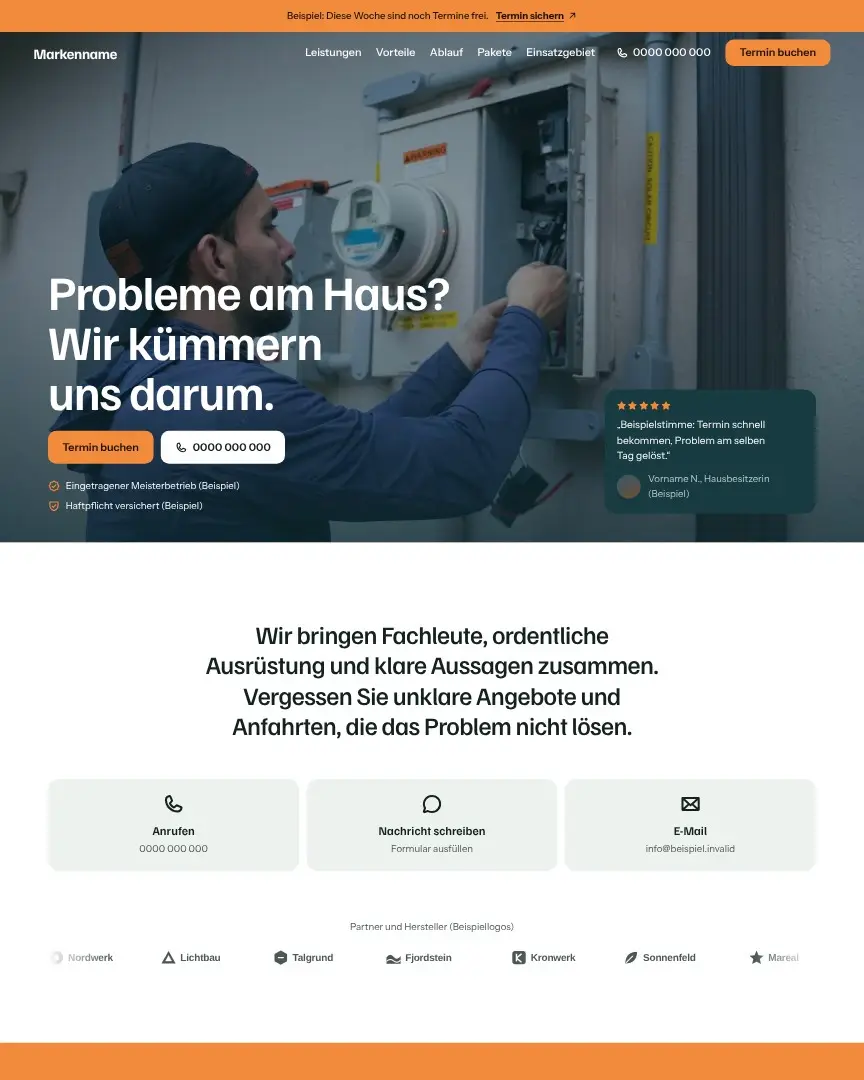 Beispiel: Diese Woche sind noch Termine frei. Termin sichern
Markenname
Leistungen Vorteile Ablauf Pakete Einsatzgebiet 0000 000 000 Termin buchen
WARNING
CAUTION: SOLAR CIRCUIT
Probleme am Haus?
Wir kümmern
uns darum.
Termin buchen 0000 000 000
Eingetragener Meisterbetrieb (Beispiel)
Haftpflicht versichert (Beispiel)
„Beispielstimme: Termin schnell
bekommen, Problem am selben
Tag gelöst.“
Vorname N., Hausbesitzerin
(Beispiel)
Wir bringen Fachleute, ordentliche
Ausrüstung und klare Aussagen zusammen.
Vergessen Sie unklare Angebote und
Anfahrten, die das Problem nicht lösen.
Anrufen
0000 000 000
Nachricht schreiben
Formular ausfüllen
E-Mail
info@beispiel.invalid
Partner und Hersteller (Beispiellogos)
Nordwerk Lichtbau Talgrund Fjordstein Kronwerk Sonnenfeld Mareal